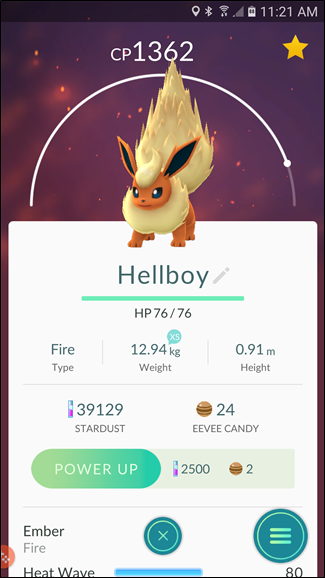 11:21 AM
CP1362
Hellboy
HP 76 / 76
XS
Fire 12.94 kg 0.91 m
Type Weight Height
39129 24
STARDUST EEVEE CANDY
POWER UP 2500 2
Ember
Fire
Heat Wave 80